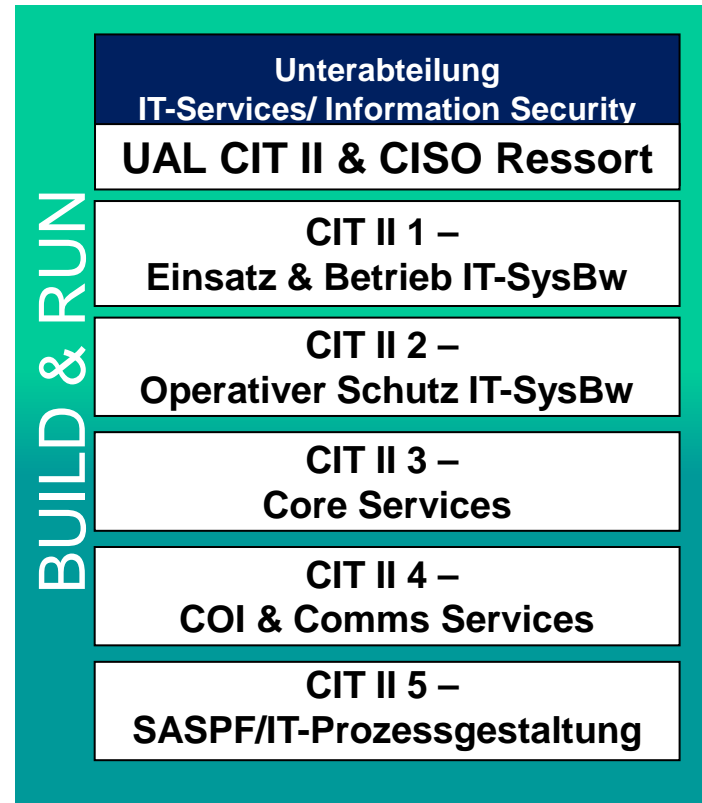 BUILD & RUN
Unterabteilung
IT-Services/ Information Security
UAL CIT II & CISO Ressort
CIT II 1 –
Einsatz & Betrieb IT-SysBw
CIT II 2 –
Operativer Schutz IT-SysBw
CIT II 3 –
Core Services
CIT II 4 –
COI & Comms Services
CIT II 5 –
SASPF/IT-Prozessgestaltung